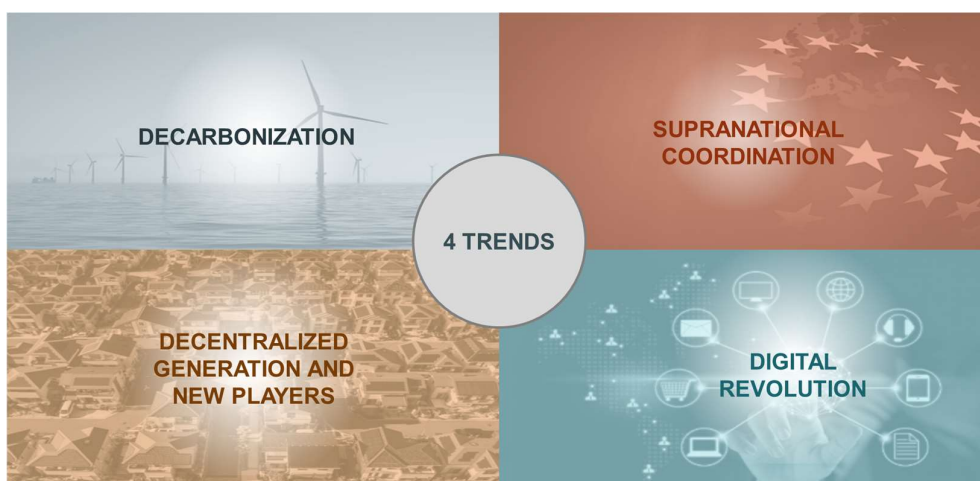 DECARBONIZATION
SUPRANATIONAL
COORDINATION
4 TRENDS
DECENTRALIZED
GENERATION AND
NEW PLAYERS
DIGITAL
REVOLUTION